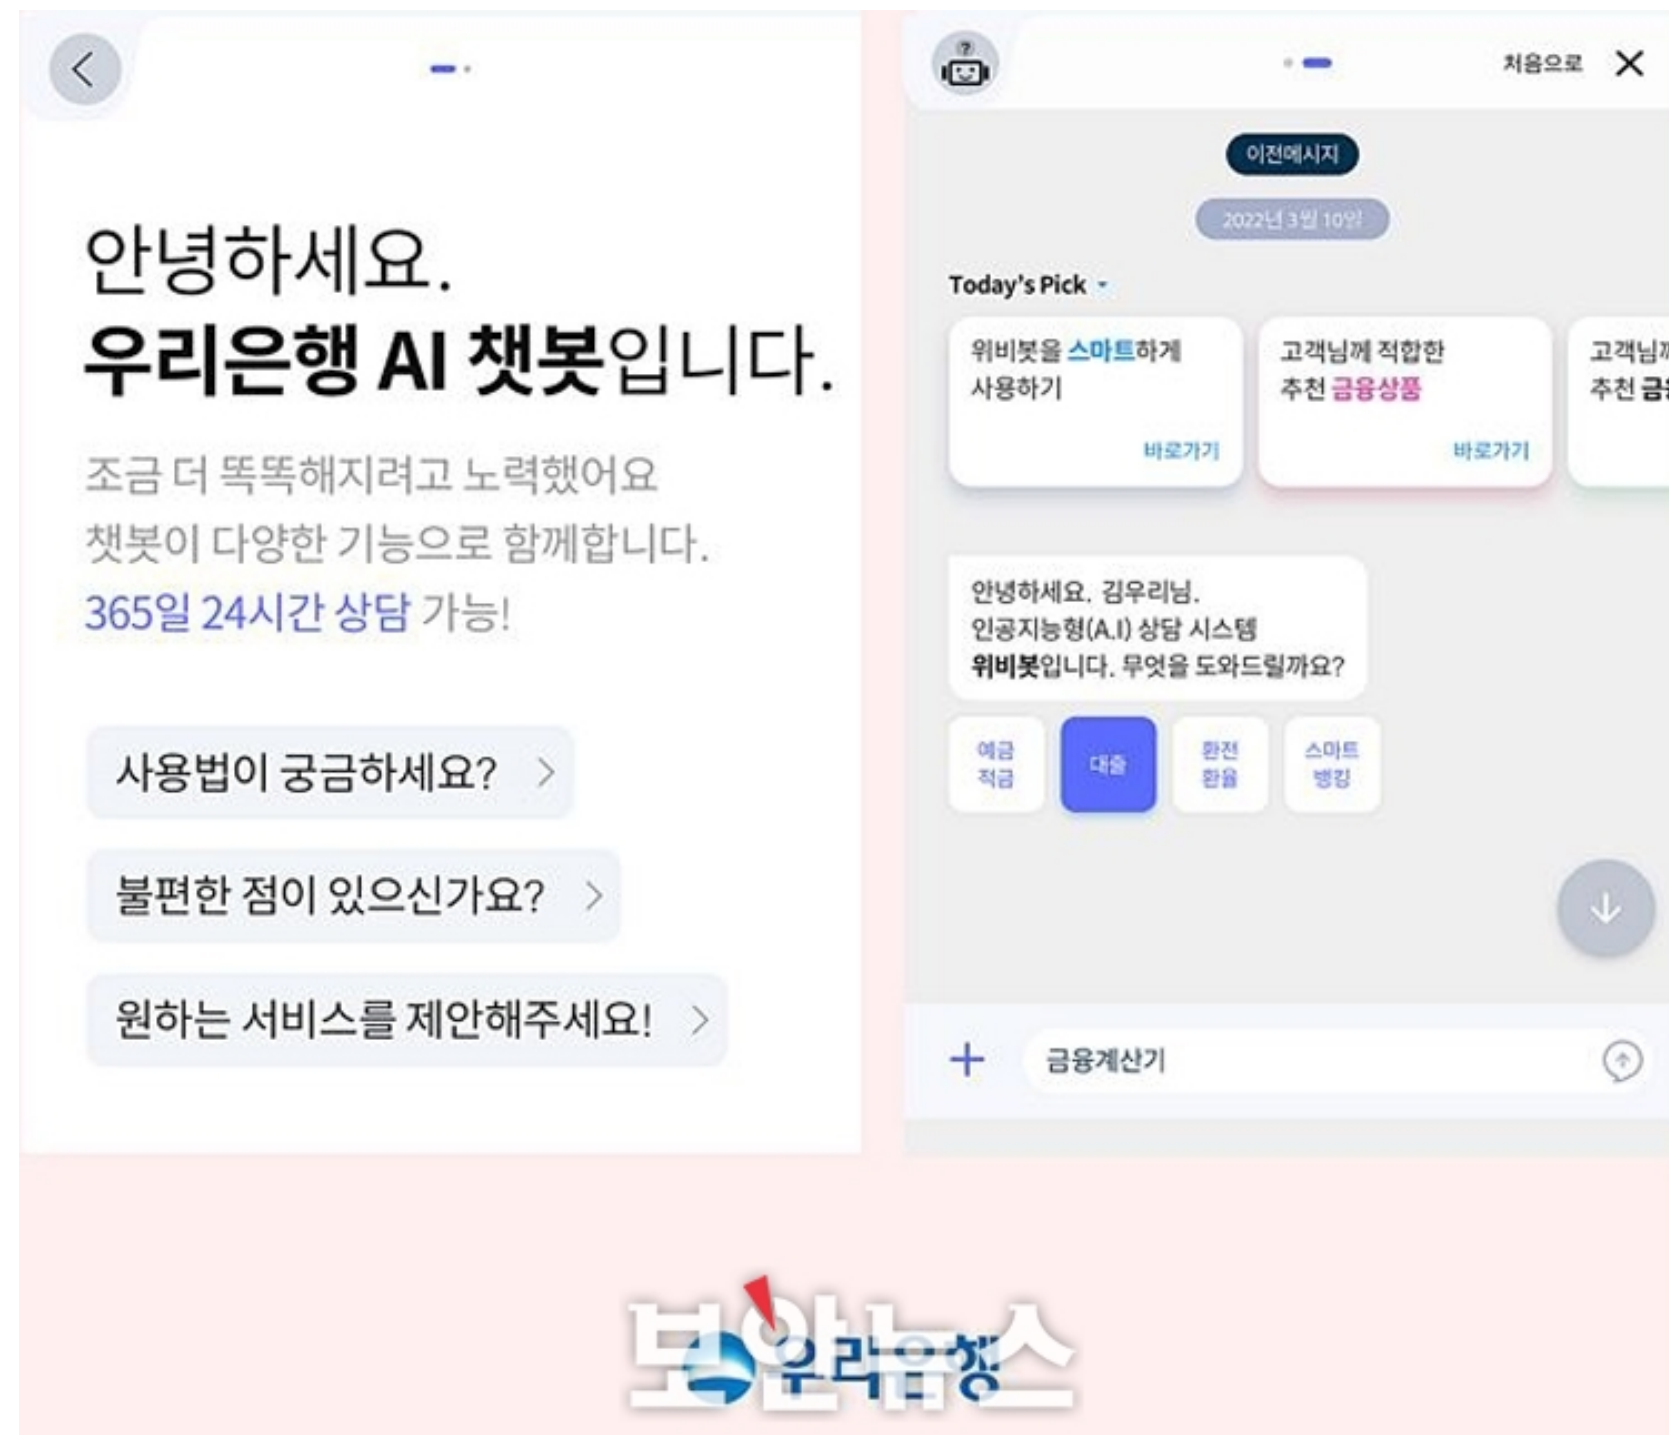 안녕하세요.
우리은행 AI 챗봇입니다.
조금 더 똑똑해지려고 노력했어요
챗봇이 다양한 기능으로 함께합니다.
365일 24시간 상담 가능!
사용법이 궁금하세요?
불편한 점이 있으신가요?
원하는 서비스를 제안해주세요!
?
처음으로
이전메시지
2022년 3월 10일
Today's Pick
위비봇을 스마트하게
사용하기
바로가기
고객님께 적합한
추천 금융상품
바로가기
고객님께
추천
안녕하세요. 김우리님.
인공지능형(A.I) 상담 시스템
위비봇입니다. 무엇을 도와드릴까요?
예금
적금
대출
환전
환율
스마트
뱅킹
금융계산기
보안뉴스
우리은행